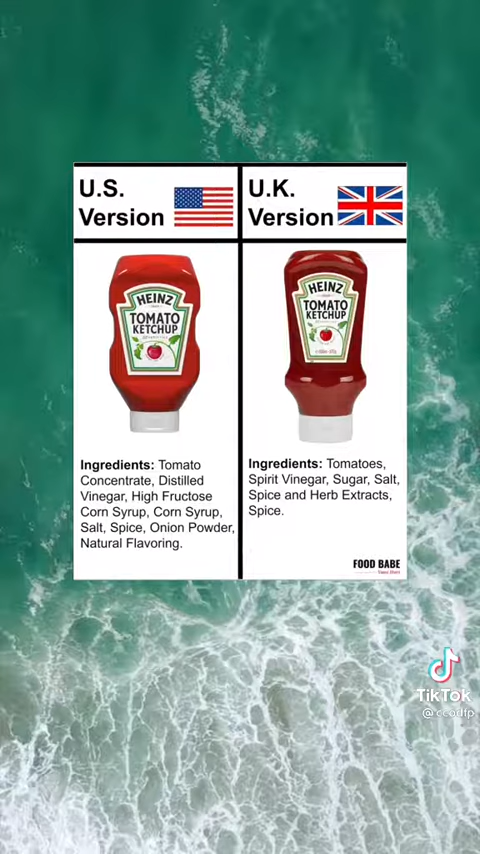 U.S.
Version
U.K.
Version
HEINZ
TOMATO
KETCHUP
HEINZ
TOMATO
KETCHUP
Ingredients: Tomato
Concentrate, Distilled
Vinegar, High Fructose
Corn Syrup, Corn Syrup,
Salt, Spice, Onion Powder,
Natural Flavoring.
Ingredients: Tomatoes,
Spirit Vinegar, Sugar, Salt,
Spice and Herb Extracts,
Spice.
FOOD BABE
TikTok